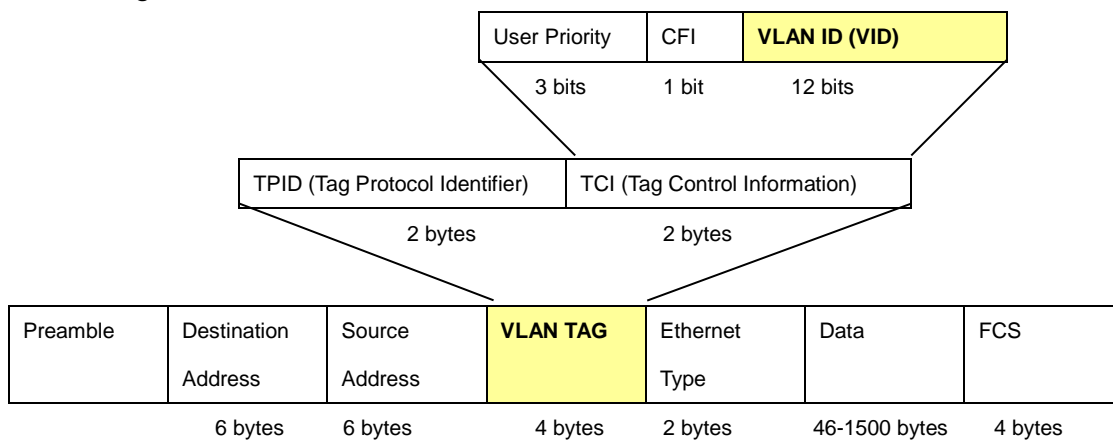 User Priority CFI VLAN ID (VID)
3 bits 1 bit 12 bits
TPID (Tag Protocol Identifier) TCI (Tag Control Information)
2 bytes 2 bytes
Preamble Destination Source VLAN TAG Ethernet Data FCS
Address Address Type
6 bytes 6 bytes 4 bytes 2 bytes 46-1500 bytes 4 bytes